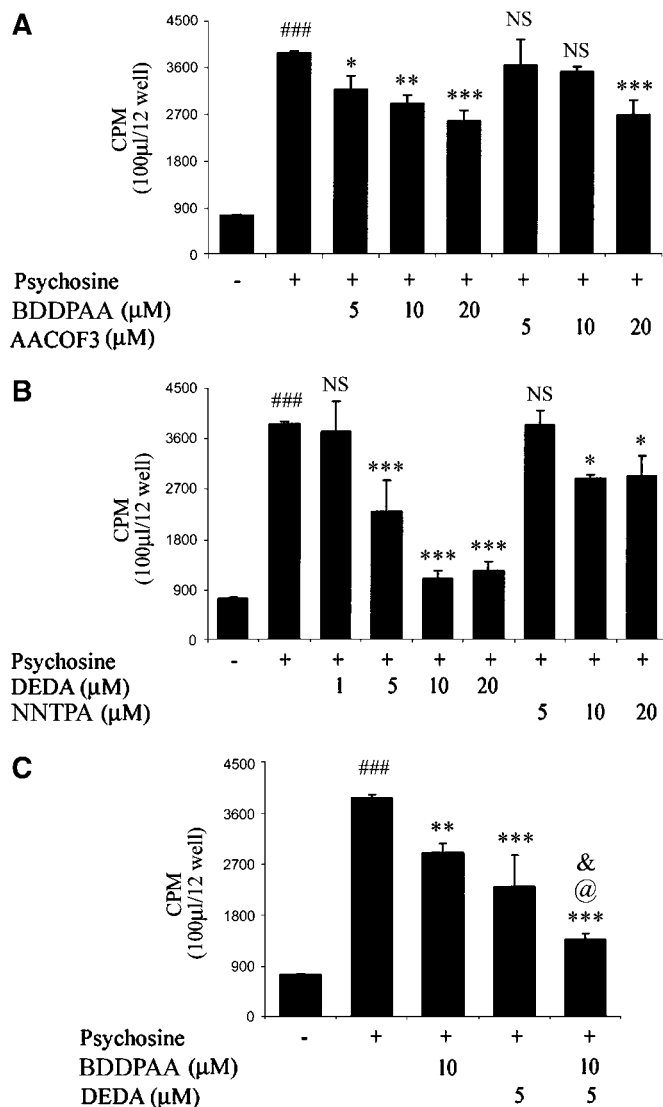 A
4500
3600
2700
1800
900
0
CPM
(100µl/12 well)
###
*
**
***
NS
NS
***
Psychosine - + + + + + + +
BDDPAA (µM) 5 10 20
AACOF3 (µM) 5 10 20
B
4500
3600
2700
1800
900
0
CPM
(100µl/12 well)
###
NS
***
***
***
NS
*
*
Psychosine - + + + + + + + +
DEDA (µM) 1 5 10 20
NNTPA (µM) 5 10 20
C
4500
3600
2700
1800
900
0
CPM
(100µl/12 well)
###
**
***
&
@
***
Psychosine - + + + +
BDDPAA (µM) 10 10
DEDA (µM) 5 5